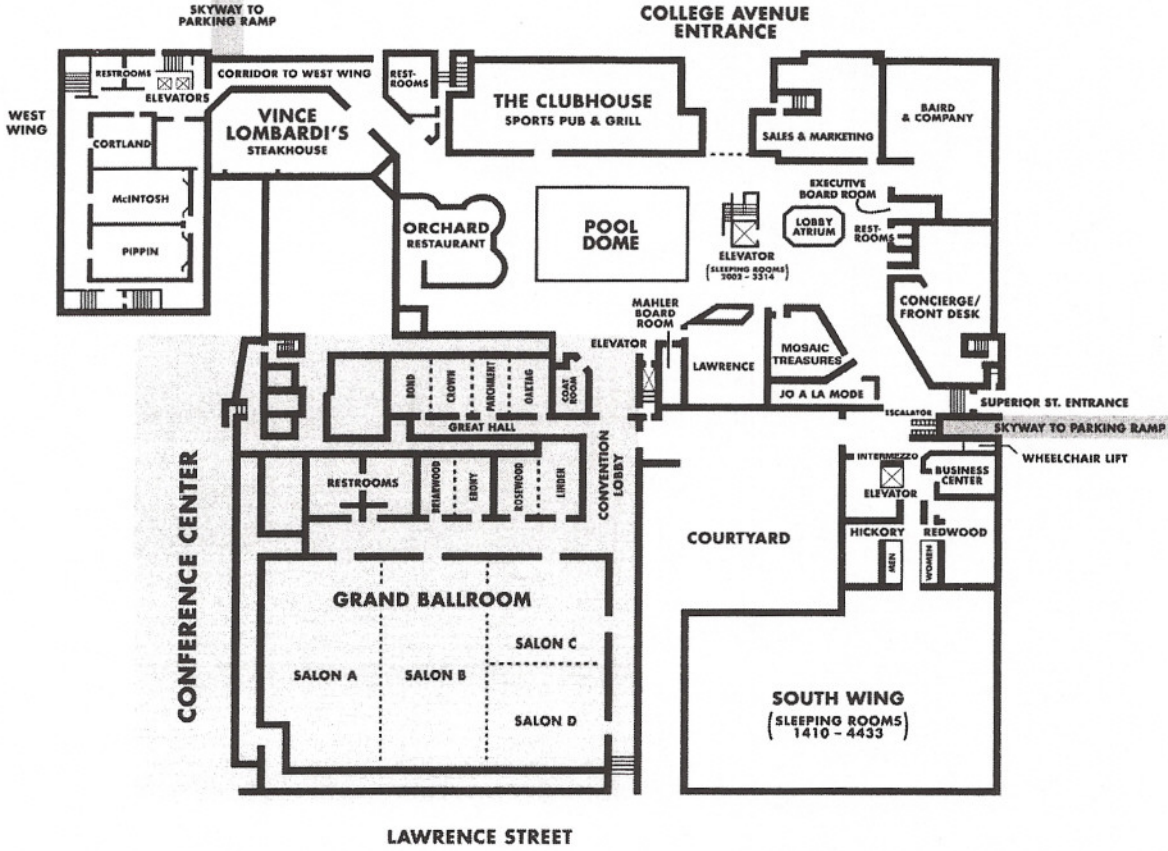 SKYWAY TO
PARKING RAMP
COLLEGE AVENUE
ENTRANCE
WEST
WING
RESTROOMS
ELEVATORS
CORRIDOR TO WEST WING
REST-
ROOMS
VINCE
LOMBARDI'S
STEAKHOUSE
THE CLUBHOUSE
SPORTS PUB & GRILL
SALES & MARKETING
BAIRD
& COMPANY
CORTLAND
McINTOSH
PIPPIN
ORCHARD
RESTAURANT
POOL
DOME
ELEVATOR
(SLEEPING ROOMS)
2002 – 3314
EXECUTIVE
BOARD ROOM
LOBBY
ATRIUM
REST-
ROOMS
CONCIERGE/
FRONT DESK
MAHLER
BOARD
ROOM
ELEVATOR
LAWRENCE
MOSAIC
TREASURES
JO A LA MODE
BOND
CROWN
PARCHMENT
OAKTAG
COAT
ROOM
GREAT HALL
ESCALATOR
SUPERIOR ST. ENTRANCE
SKYWAY TO PARKING RAMP
WHEELCHAIR LIFT
CONFERENCE CENTER
RESTROOMS
BRIARWOOD
EBONY
ROSEWOOD
LINDEN
CONVENTION
LOBBY
INTERMEZZO
ELEVATOR
BUSINESS
CENTER
COURTYARD
HICKORY
REDWOOD
MEN
WOMEN
GRAND BALLROOM
SALON A
SALON B
SALON C
SALON D
SOUTH WING
(SLEEPING ROOMS)
1410 – 4433
LAWRENCE STREET